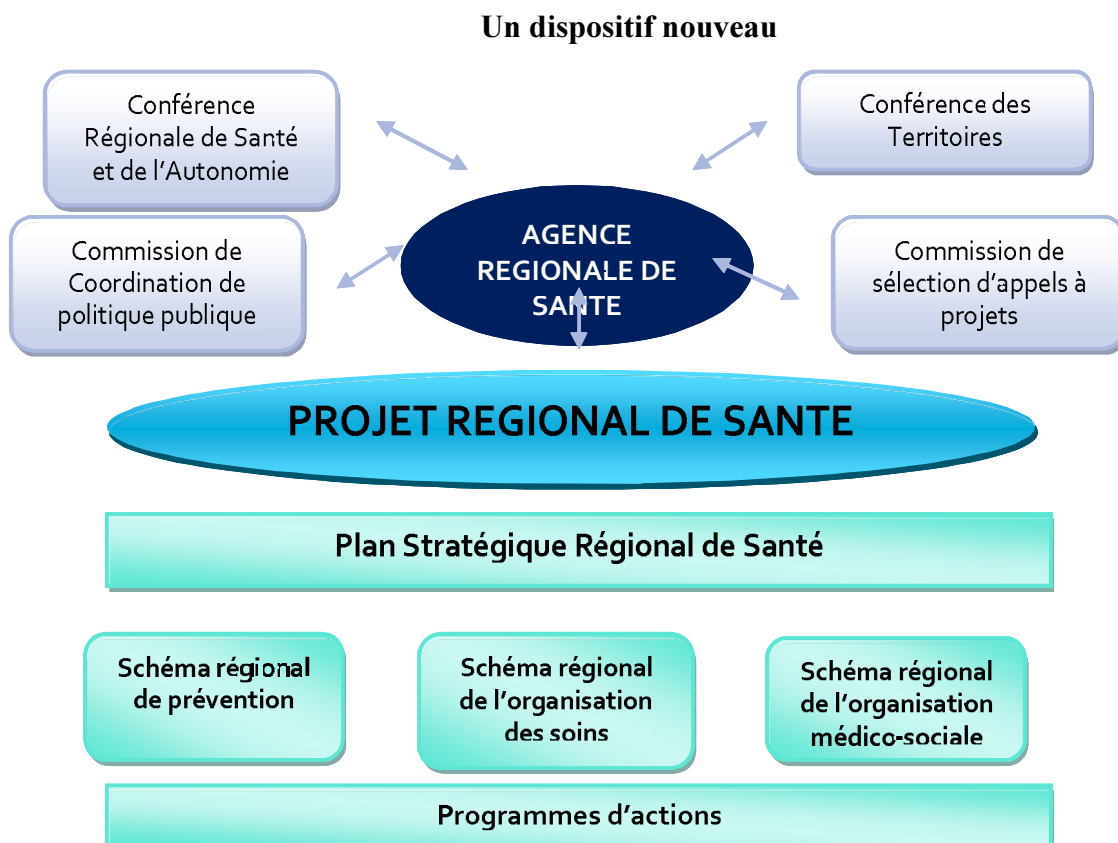 Un dispositif nouveau
Conférence
Régionale de Santé
et de l'Autonomie
Conférence des
Territoires
AGENCE
REGIONALE DE
SANTE
Commission de
Coordination de
politique publique
Commission de
sélection d'appels à
projets
PROJET REGIONAL DE SANTE
Plan Stratégique Régional de Santé
Schéma régional
de prévention
Schéma régional
de l'organisation
des soins
Schéma régional
de l'organisation
médico-sociale
Programmes d'actions